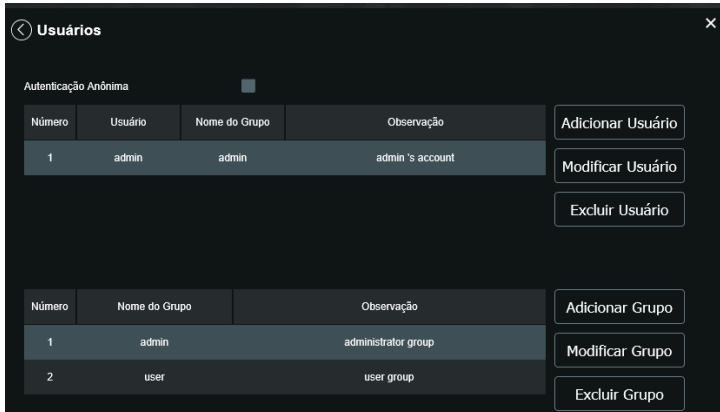 Usuários
×
Autenticação Anônima
Número Usuário Nome do Grupo Observação
1 admin admin admin 's account
Adicionar Usuário
Modificar Usuário
Excluir Usuário
Número Nome do Grupo Observação
1 admin administrator group
2 user user group
Adicionar Grupo
Modificar Grupo
Excluir Grupo